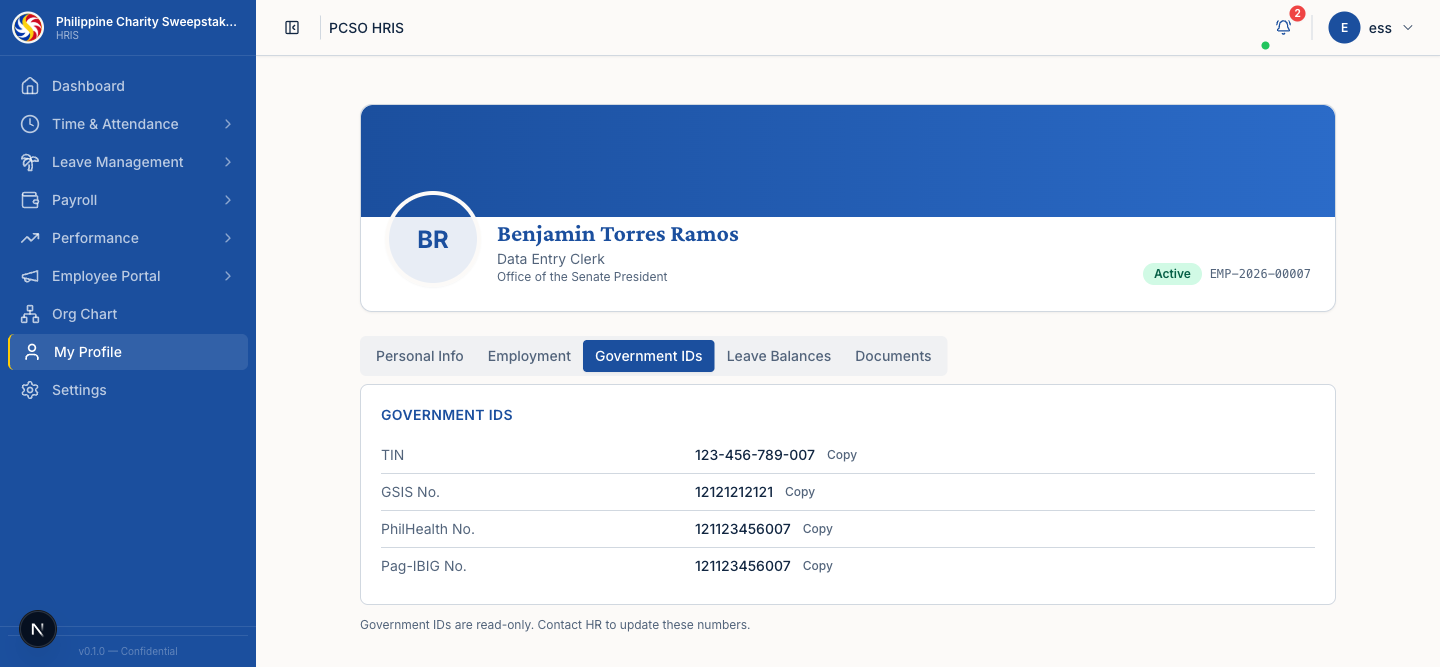 Philippine Charity Sweepstak...
HRIS
PCSO HRIS
2
E
ess
Dashboard
Time & Attendance
Leave Management
Payroll
Performance
Employee Portal
Org Chart
My Profile
Settings
N
v0.1.0 — Confidential
BR
Benjamin Torres Ramos
Data Entry Clerk
Office of the Senate President
Active EMP-2026-00007
Personal Info Employment Government IDs Leave Balances Documents
GOVERNMENT IDS
TIN 123-456-789-007 Copy
GSIS No. 12121212121 Copy
PhilHealth No. 121123456007 Copy
Pag-IBIG No. 121123456007 Copy
Government IDs are read-only. Contact HR to update these numbers.